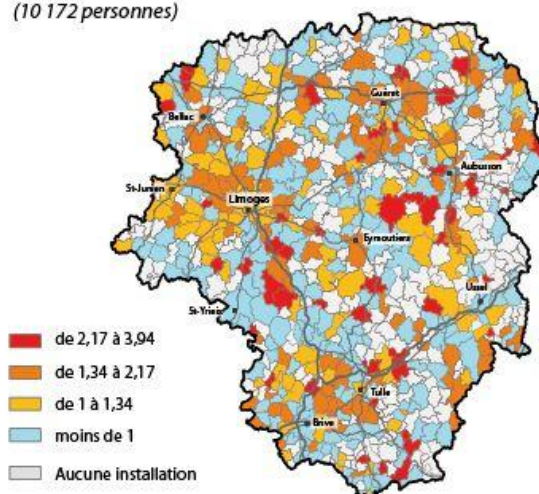 (10 172 personnes)
Guéret
Bellac
Aubusson
St-Junien
Limoges
Eymoutiers
Ussel
St-Yrieix
de 2,17 à 3,94
de 1,34 à 2,17
Tulle
de 1 à 1,34
Brive
moins de 1
Aucune installation